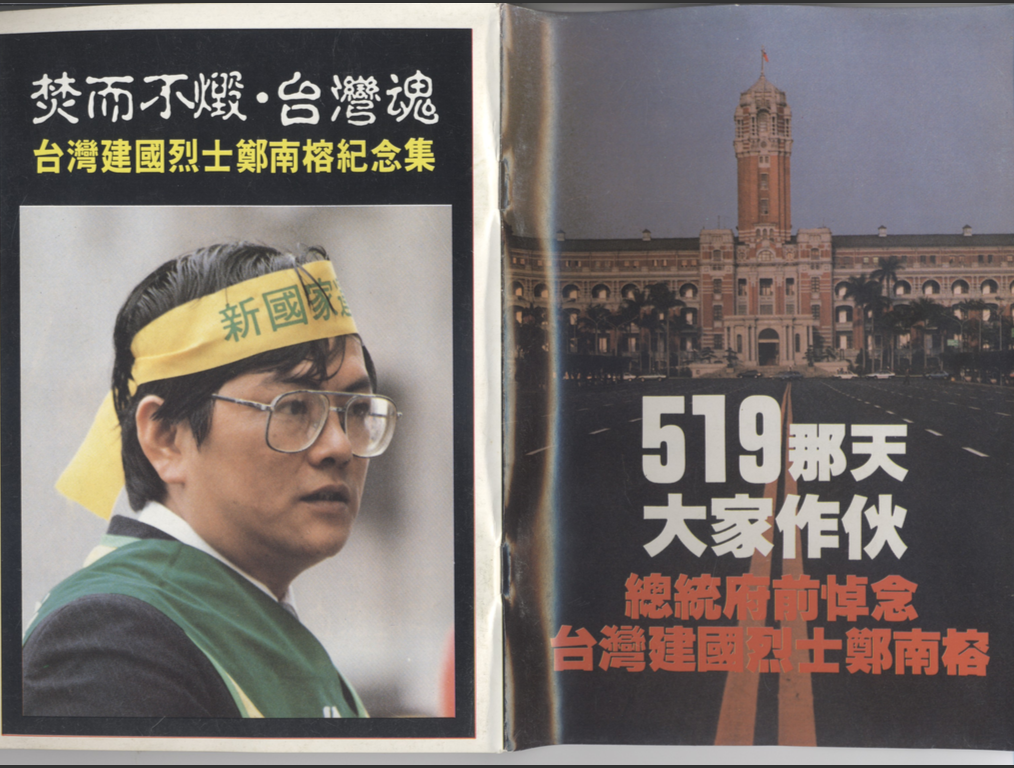 焚而不燬·台灣魂
台灣建國烈士鄭南榕紀念集
新國家
519那天
大家作伙
總統府前悼念
台灣建國烈士鄭南榕